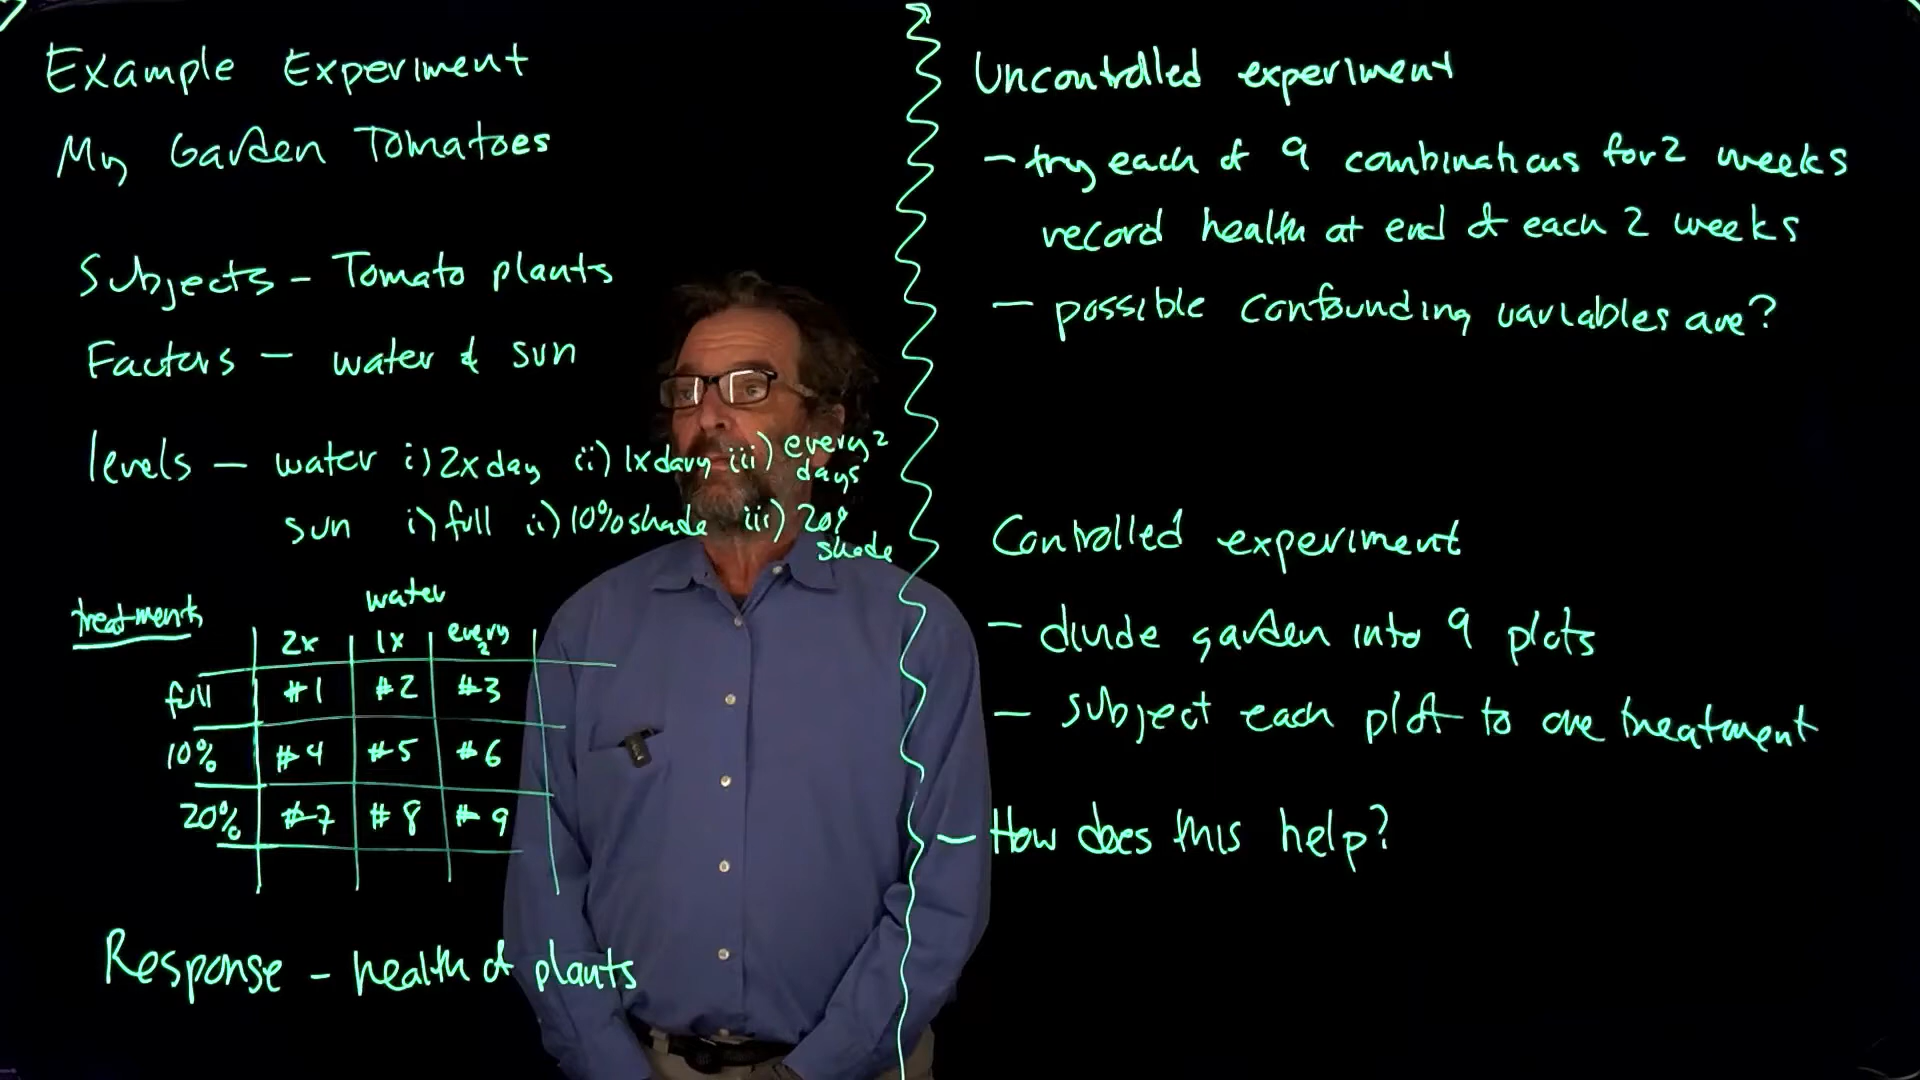 Example Experiment
My Garden Tomatoes
Subjects - Tomato plants
Factors - water & sun
levels - water i) 2x day ii) 1x day iii) every 2 days
sun i) full ii) 10% shade iii) 20% shade
treatments
water
2x 1x every 2
full #1 #2 #3
10% #4 #5 #6
20% #7 #8 #9
Response - health of plants
Uncontrolled experiment
- try each of 9 combinations for 2 weeks
record health at end of each 2 weeks
- possible confounding variables are?
Controlled experiment
- divide garden into 9 plots
- subject each plot to one treatment
- How does this help?